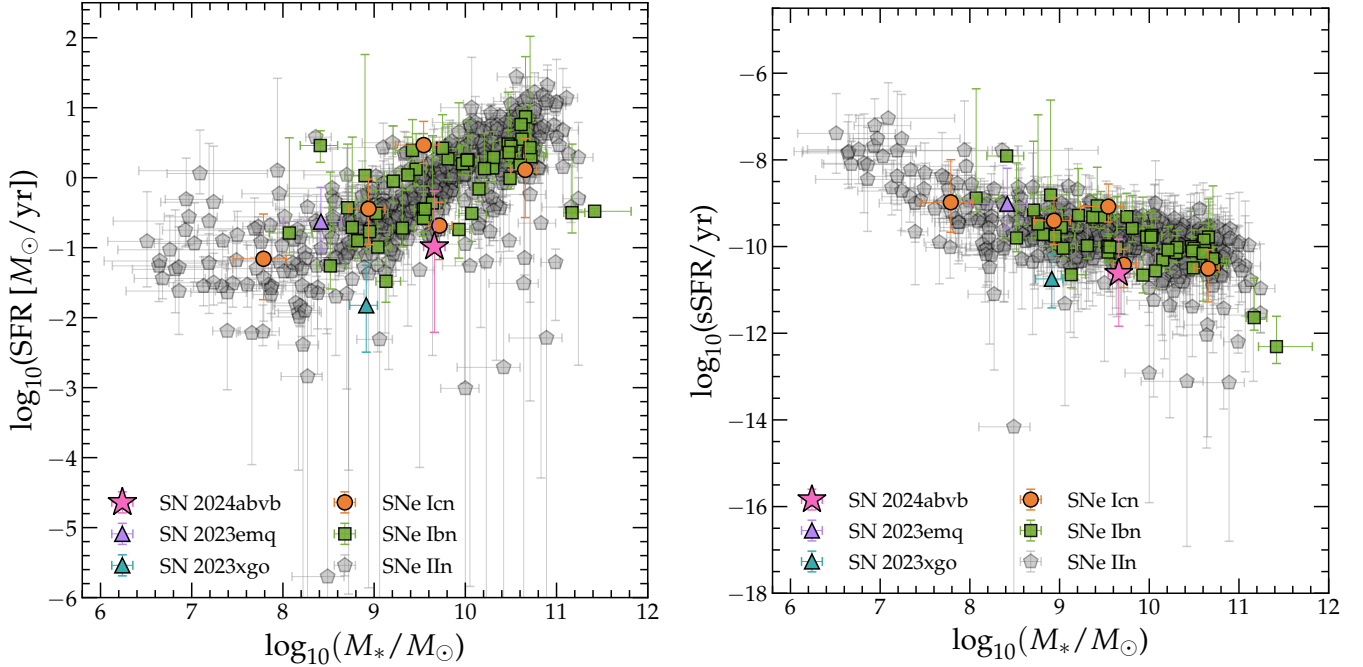 log10(SFR [M⊙/yr])
2
1
0
−1
−2
−3
−4
−5
−6
6 7 8 9 10 11 12
log10(M*/M⊙)
SN 2024abvb
SN 2023emq
SN 2023xgo
SNe Icn
SNe Ibn
SNe IIn
log10(sSFR/yr)
−6
−8
−10
−12
−14
−16
−18
6 7 8 9 10 11 12
log10(M*/M⊙)
SN 2024abvb
SN 2023emq
SN 2023xgo
SNe Icn
SNe Ibn
SNe IIn